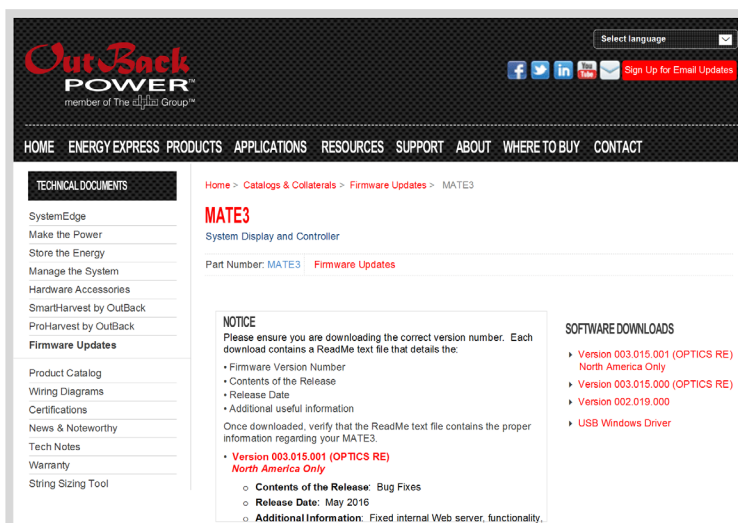 Select language
OutBack
POWER™
member of The alpha Group™
Sign Up for Email Updates
HOME ENERGY EXPRESS PRODUCTS APPLICATIONS RESOURCES SUPPORT ABOUT WHERE TO BUY CONTACT
TECHNICAL DOCUMENTS
SystemEdge
Make the Power
Store the Energy
Manage the System
Hardware Accessories
SmartHarvest by OutBack
ProHarvest by OutBack
Firmware Updates
Product Catalog
Wiring Diagrams
Certifications
News & Noteworthy
Tech Notes
Warranty
String Sizing Tool
Home > Catalogs & Collaterals > Firmware Updates > MATE3
MATE3
System Display and Controller
Part Number: MATE3 Firmware Updates
NOTICE
Please ensure you are downloading the correct version number. Each
download contains a ReadMe text file that details the:
• Firmware Version Number
• Contents of the Release
• Release Date
• Additional useful information
Once downloaded, verify that the ReadMe text file contains the proper
information regarding your MATE3.
• Version 003.015.001 (OPTICS RE)
North America Only
o Contents of the Release: Bug Fixes
o Release Date: May 2016
o Additional Information: Fixed internal Web server, functionality,
SOFTWARE DOWNLOADS
Version 003.015.001 (OPTICS RE)
North America Only
Version 003.015.000 (OPTICS RE)
Version 002.019.000
USB Windows Driver